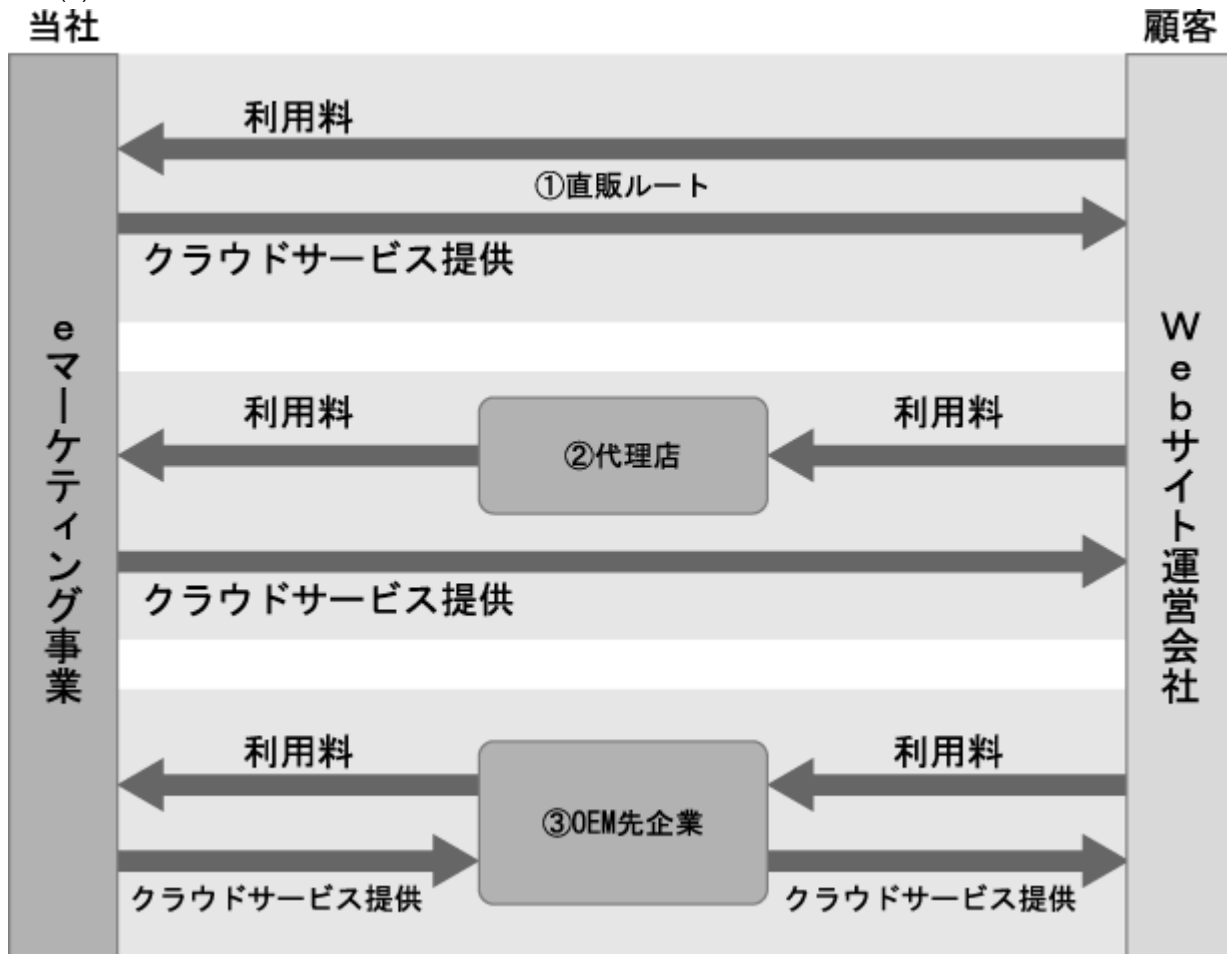 当社
顧客
利用料
①直販ルート
クラウドサービス提供
eマーケティング事業
Webサイト運営会社
利用料
利用料
②代理店
クラウドサービス提供
利用料
利用料
③OEM先企業
クラウドサービス提供
クラウドサービス提供